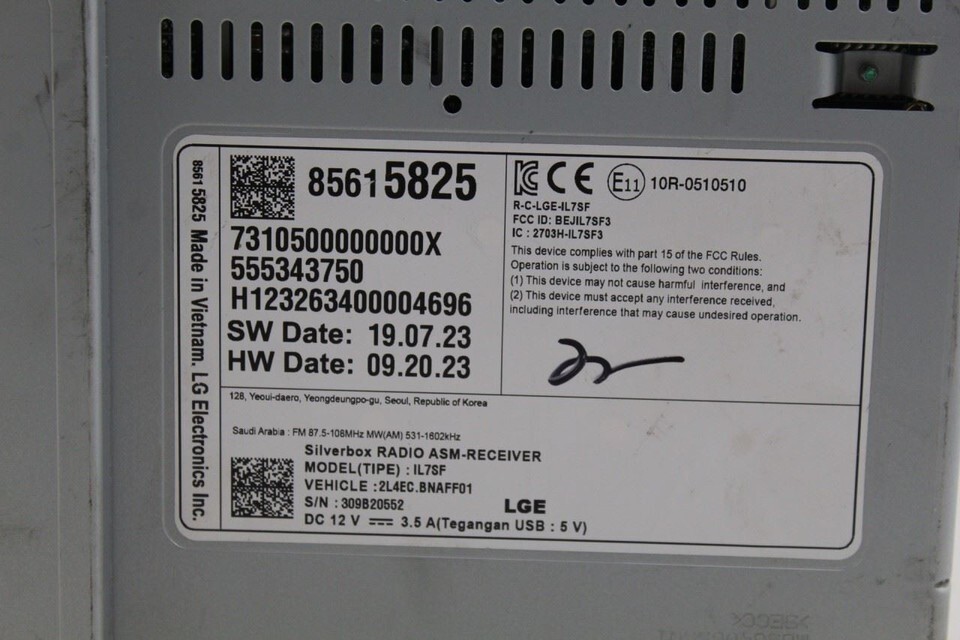 85615825 Made in Vietnam. LG Electronics Inc.
85615825
7310500000000X
555343750
H123263400004696
SW Date: 19.07.23
HW Date: 09.20.23
CE E11 10R-0510510
R-C-LGE-IL7SF
FCC ID: BEJIL7SF3
IC : 2703H-IL7SF3
This device complies with part 15 of the FCC Rules.
Operation is subject to the following two conditions:
(1) This device may not cause harmful interference, and
(2) This device must accept any interference received,
including interference that may cause undesired operation.
128, Yeoui-daero, Yeongdeungpo-gu, Seoul, Republic of Korea
Saudi Arabia : FM 87.5-108MHz MW(AM) 531-1602kHz
Silverbox RADIO ASM-RECEIVER
MODEL(TIPE) : IL7SF
VEHICLE : 2L4EC.BNAFF01
S/N : 309B20552
LGE
DC 12 V ⎓ 3.5 A(Tegangan USB : 5 V)